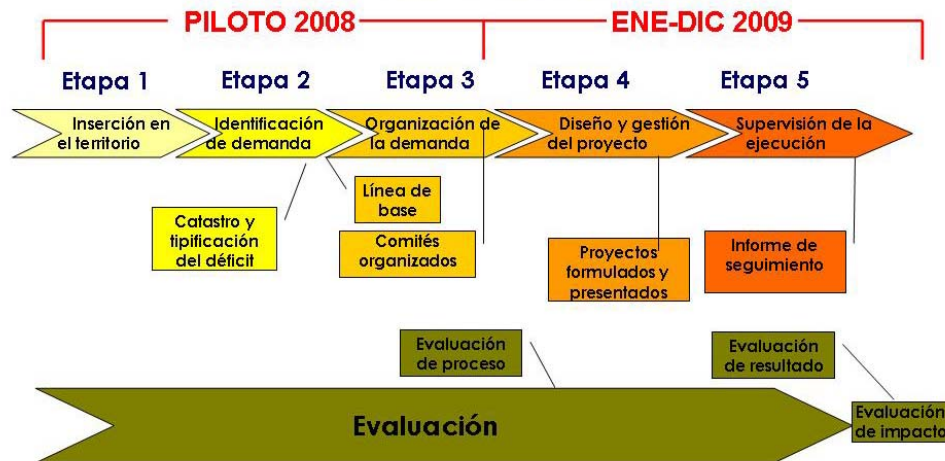 PILOTO 2008
ENE-DIC 2009
Etapa 1
Etapa 2
Etapa 3
Etapa 4
Etapa 5
Inserción en
el territorio
Identificación
de demanda
Organización de
la demanda
Diseño y gestión
del proyecto
Supervisión de la
ejecución
Catastro y
tipificación
del déficit
Línea de
base
Comités
organizados
Proyectos
formulados y
presentados
Informe de
seguimiento
Evaluación
de proceso
Evaluación
de resultado
Evaluación
Evaluación
de impacto